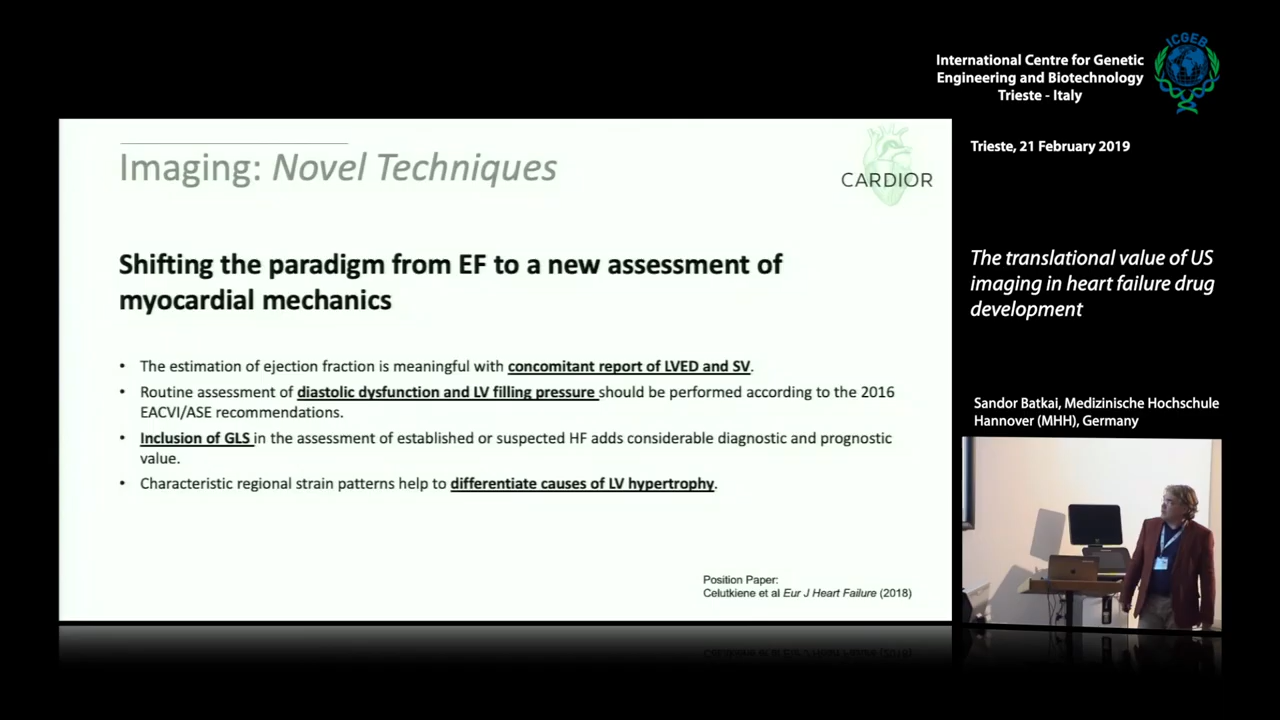 ICGEB
International Centre for Genetic
Engineering and Biotechnology
Trieste - Italy
Trieste, 21 February 2019
Imaging: Novel Techniques
CARDIOR
Shifting the paradigm from EF to a new assessment of
myocardial mechanics
• The estimation of ejection fraction is meaningful with concomitant report of LVED and SV.
• Routine assessment of diastolic dysfunction and LV filling pressure should be performed according to the 2016
EACVI/ASE recommendations.
• Inclusion of GLS in the assessment of established or suspected HF adds considerable diagnostic and prognostic
value.
• Characteristic regional strain patterns help to differentiate causes of LV hypertrophy.
Position Paper:
Celutkiene et al Eur J Heart Failure (2018)
The translational value of US
imaging in heart failure drug
development
Sandor Batkai, Medizinische Hochschule
Hannover (MHH), Germany